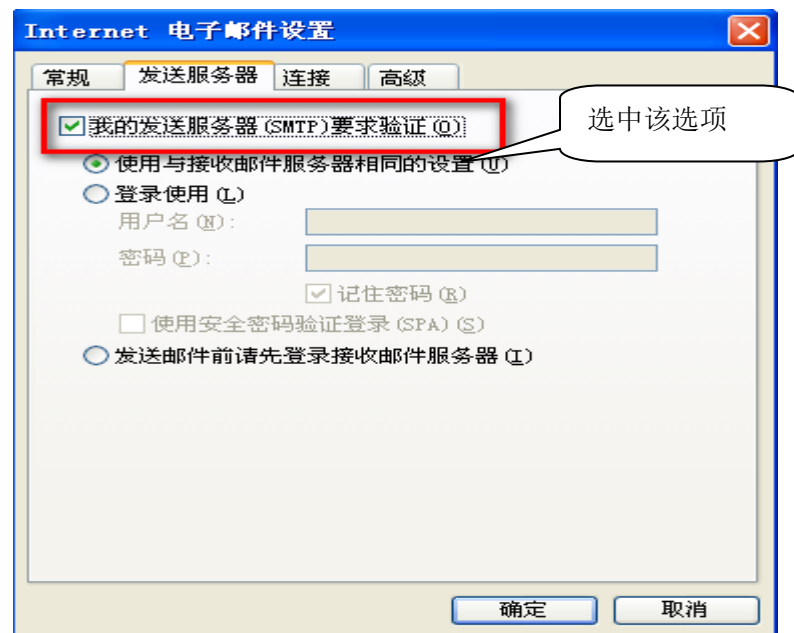 Internet 电子邮件设置
常规 发送服务器 连接 高级
我的发送服务器(SMTP)要求验证(O)
选中该选项
使用与接收邮件服务器相同的设置(U)
登录使用(L)
用户名(N):
密码(P):
记住密码(R)
使用安全密码验证登录(SPA)(S)
发送邮件前请先登录接收邮件服务器(I)
确定 取消